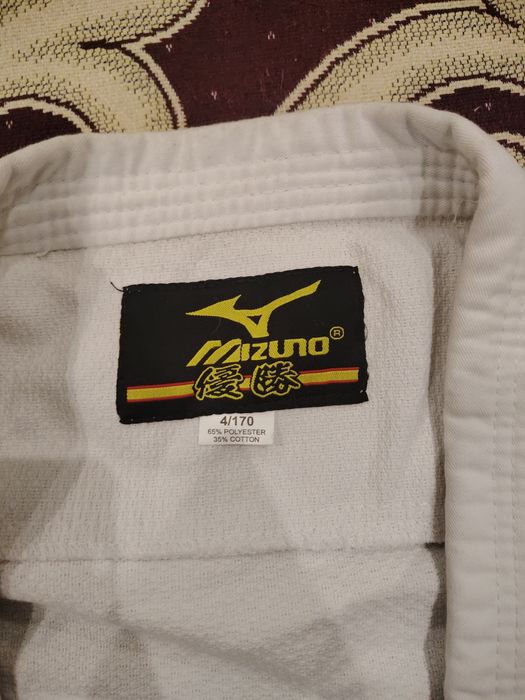 MIZUNO ®
優勝
4/170
65% POLYESTER
35% COTTON